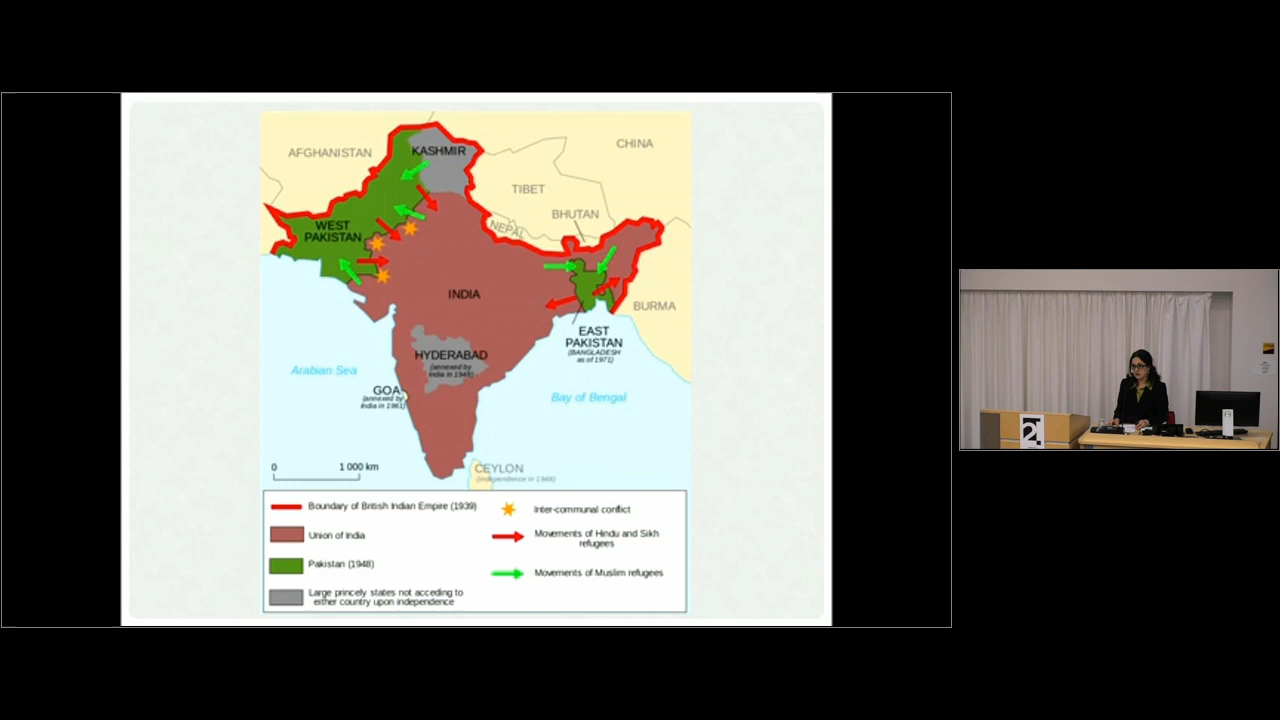 CHINA
AFGHANISTAN
KASHMIR
TIBET
BHUTAN
NEPAL
WEST
PAKISTAN
INDIA
BURMA
EAST
PAKISTAN
(BANGLADESH
as of 1971)
HYDERABAD
(annexed by
India in 1948)
Arabian Sea
GOA
(annexed by
India in 1961)
Bay of Bengal
0 1 000 km
CEYLON
(independence in 1948)
Boundary of British Indian Empire (1939)
Union of India
Pakistan (1948)
Large princely states not acceding to
either country upon independence
Inter-communal conflict
Movements of Hindu and Sikh
refugees
Movements of Muslim refugees
2